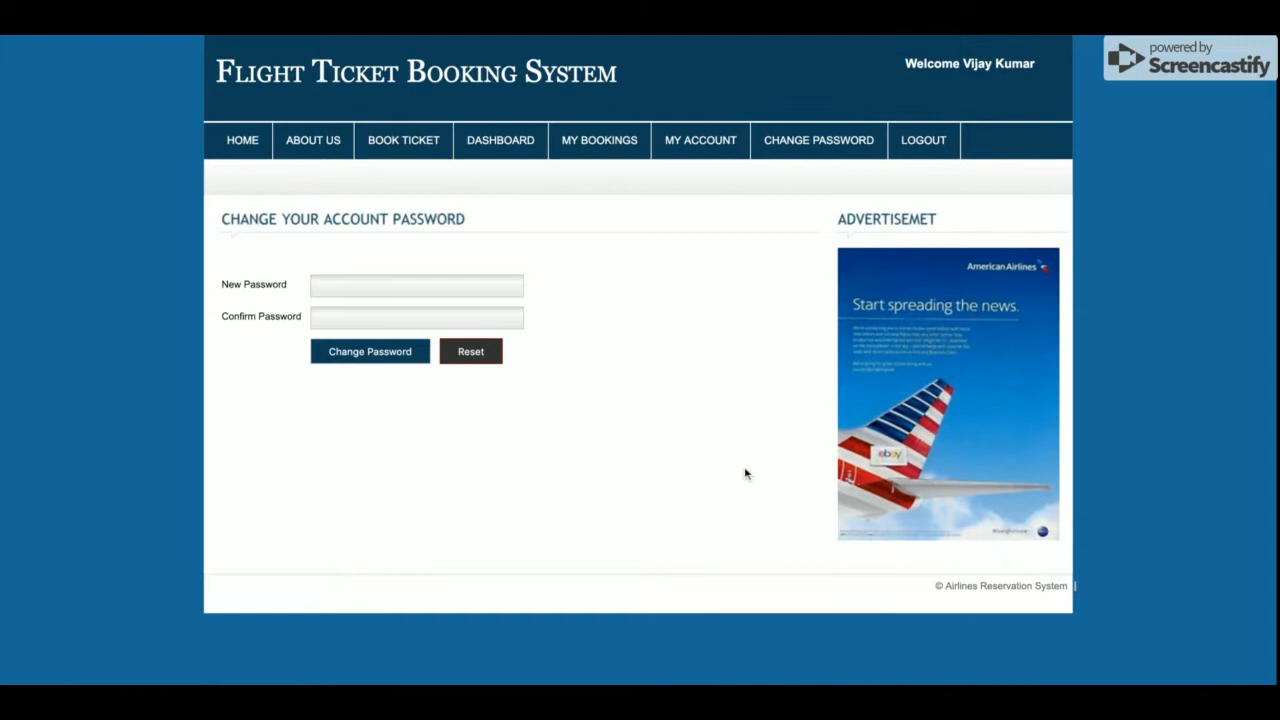 powered by
Screencastify
FLIGHT TICKET BOOKING SYSTEM
Welcome Vijay Kumar
HOME ABOUT US BOOK TICKET DASHBOARD MY BOOKINGS MY ACCOUNT CHANGE PASSWORD LOGOUT
CHANGE YOUR ACCOUNT PASSWORD
ADVERTISEMET
New Password
Confirm Password
Change Password Reset
American Airlines
Start spreading the news.
ebay
© Airlines Reservation System |